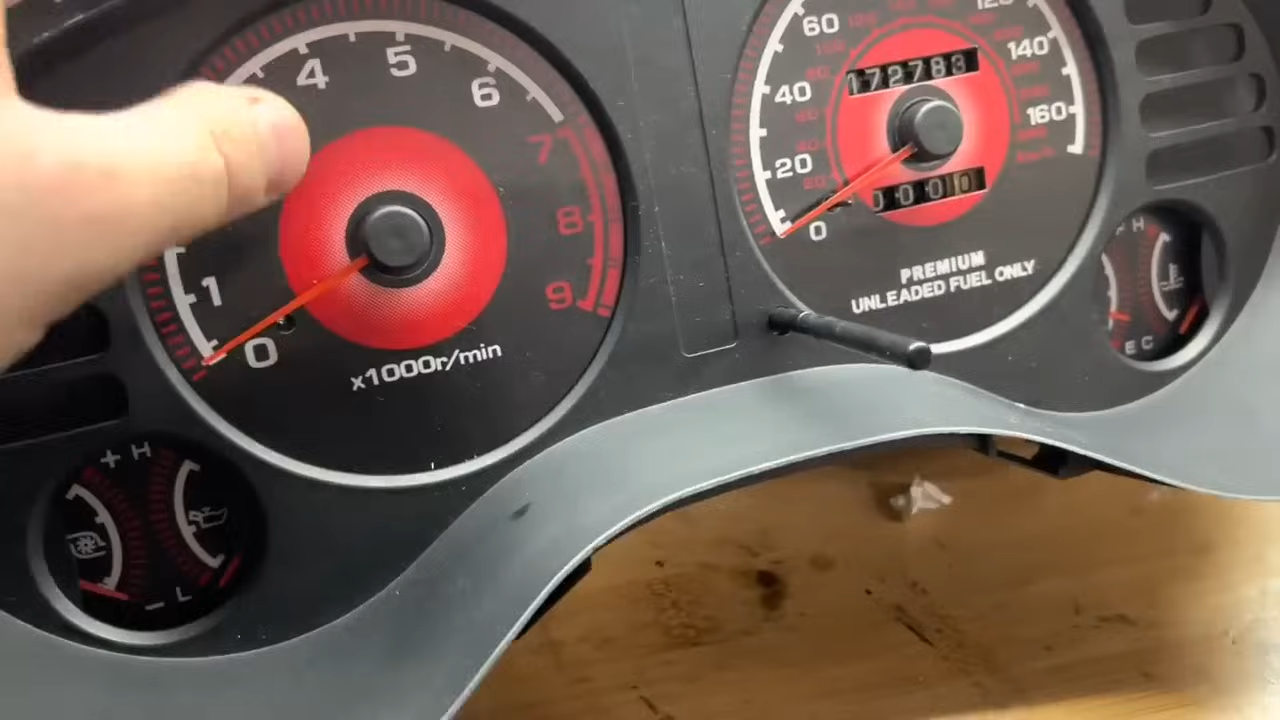 4
5
6
7
8
9
1
0
x1000r/min
+ H
- L
60
40
20
0
120
140
160
172783
0000
PREMIUM
UNLEADED FUEL ONLY
H
E C